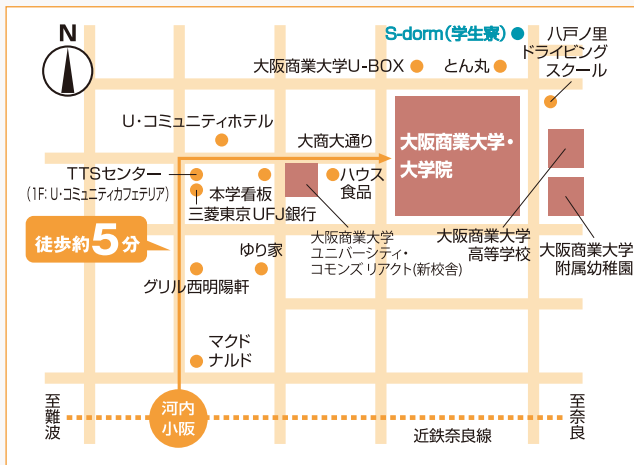 N
S-dorm(学生寮)
八戸ノ里
ドライビング
スクール
大阪商業大学U-BOX
とん丸
U・コミュニティホテル
大商大通り
大阪商業大学・
大学院
TTSセンター
(1F:U・コミュニティカフェテリア)
本学看板
ハウス
食品
三菱東京UFJ銀行
大阪商業大学
ユニバーシティ・
コモンズ リアクト(新校舎)
大阪商業大学
高等学校
大阪商業大学
附属幼稚園
徒歩約5分
ゆり家
グリル西明陽軒
マクド
ナルド
至難波
河内
小阪
近鉄奈良線
至奈良